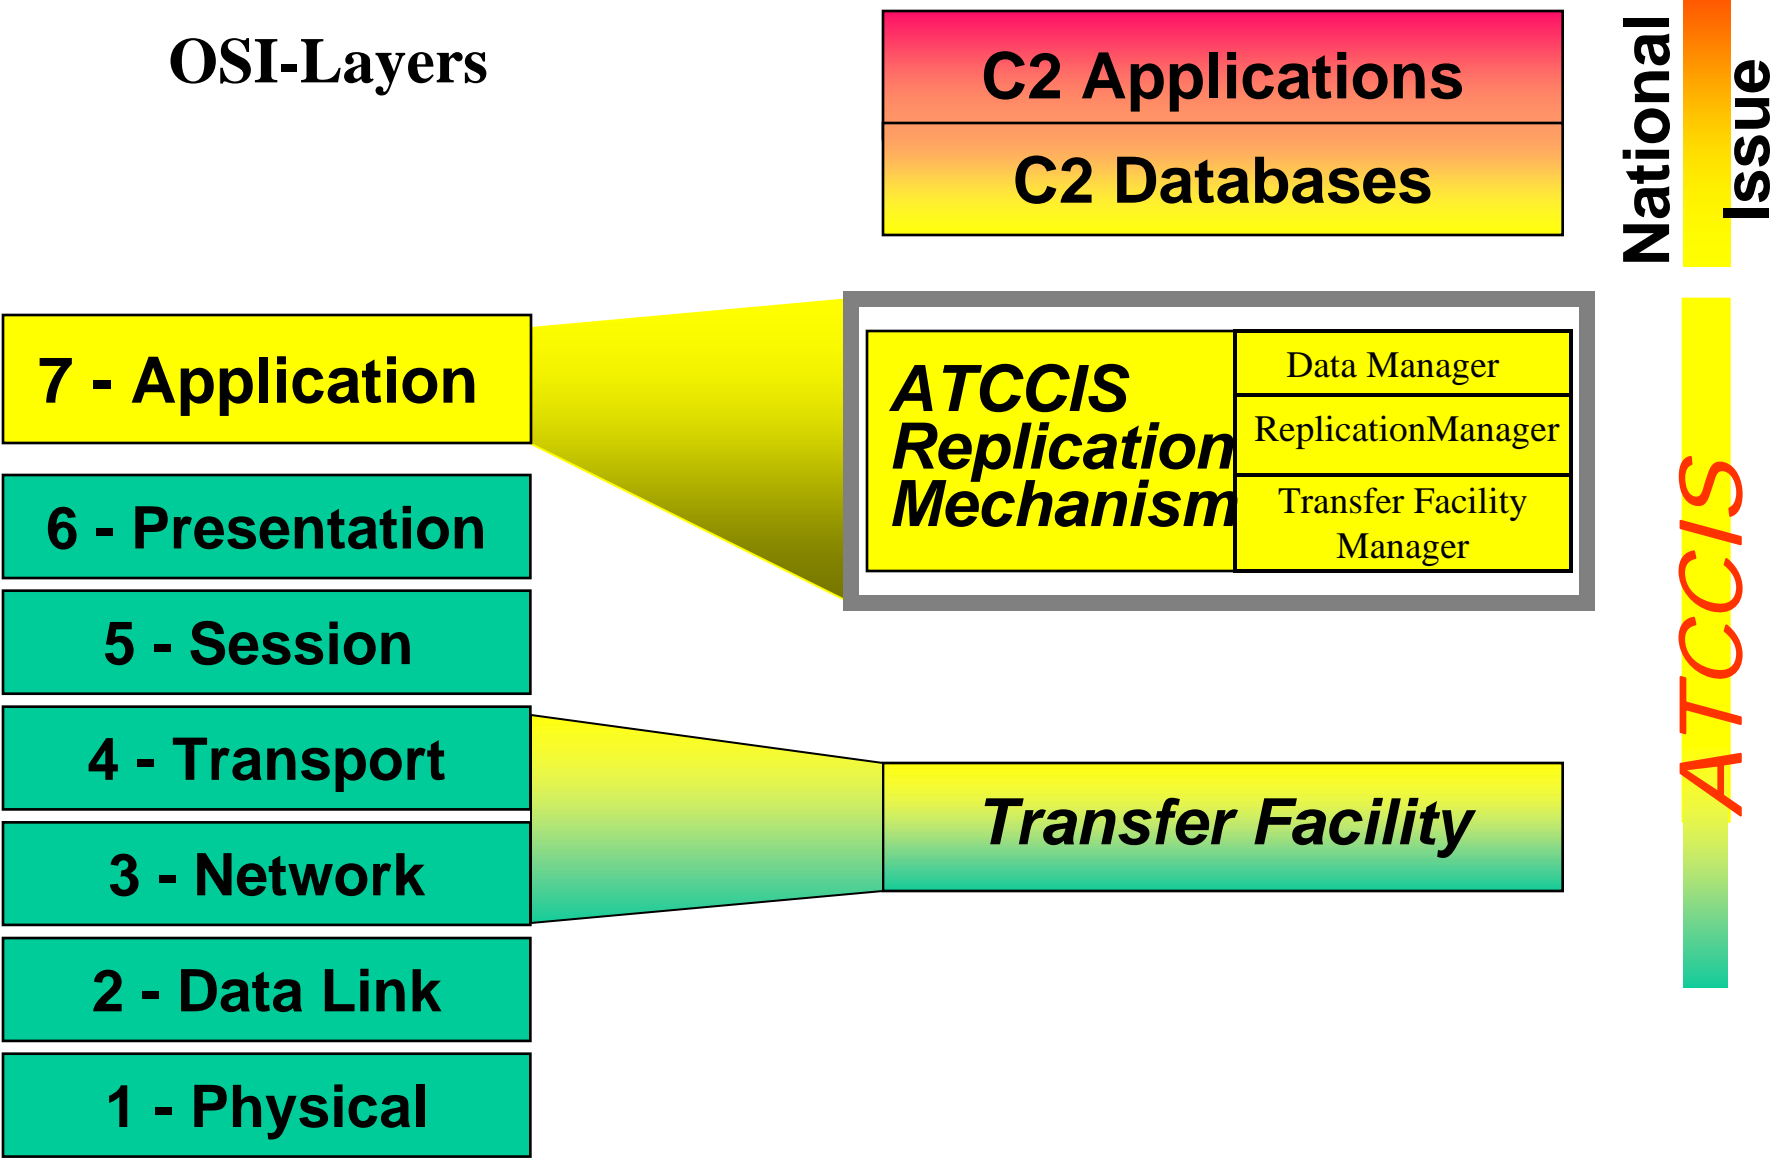 OSI-Layers
C2 Applications
C2 Databases
National
Issue
7 - Application
6 - Presentation
5 - Session
4 - Transport
3 - Network
2 - Data Link
1 - Physical
ATCCIS
Replication
Mechanism
Data Manager
ReplicationManager
Transfer Facility
Manager
Transfer Facility
ATCCIS